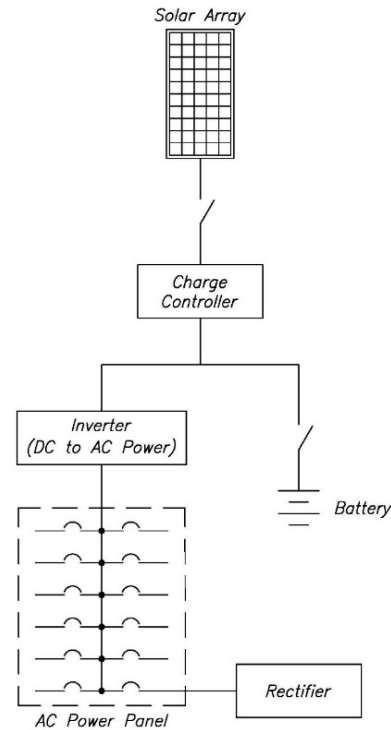 Solar Array
Charge
Controller
Inverter
(DC to AC Power)
Battery
Rectifier
AC Power Panel